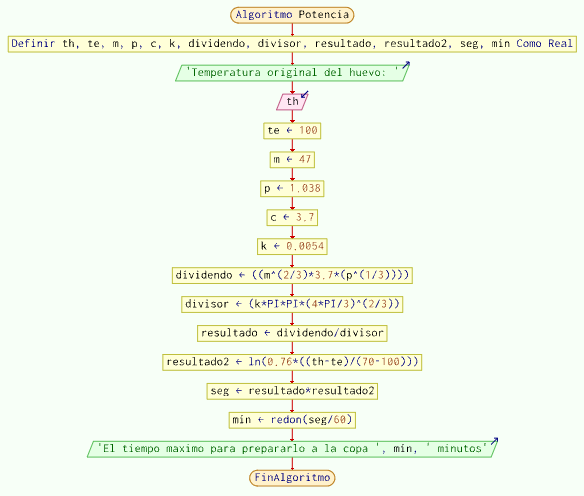 Algoritmo Potencia
Definir th, te, m, p, c, k, dividendo, divisor, resultado, resultado2, seg, min Como Real
'Temperatura original del huevo: '
th
te ← 100
m ← 47
p ← 1.038
c ← 3.7
k ← 0.0054
dividendo ← ((m^(2/3)*3.7*(p^(1/3))))
divisor ← (k*PI*PI*(4*PI/3)^(2/3))
resultado ← dividendo/divisor
resultado2 ← ln(0.76*((th-te)/(70-100)))
seg ← resultado*resultado2
min ← redon(seg/60)
'El tiempo maximo para prepararlo a la copa ', min, ' minutos'
FinAlgoritmo